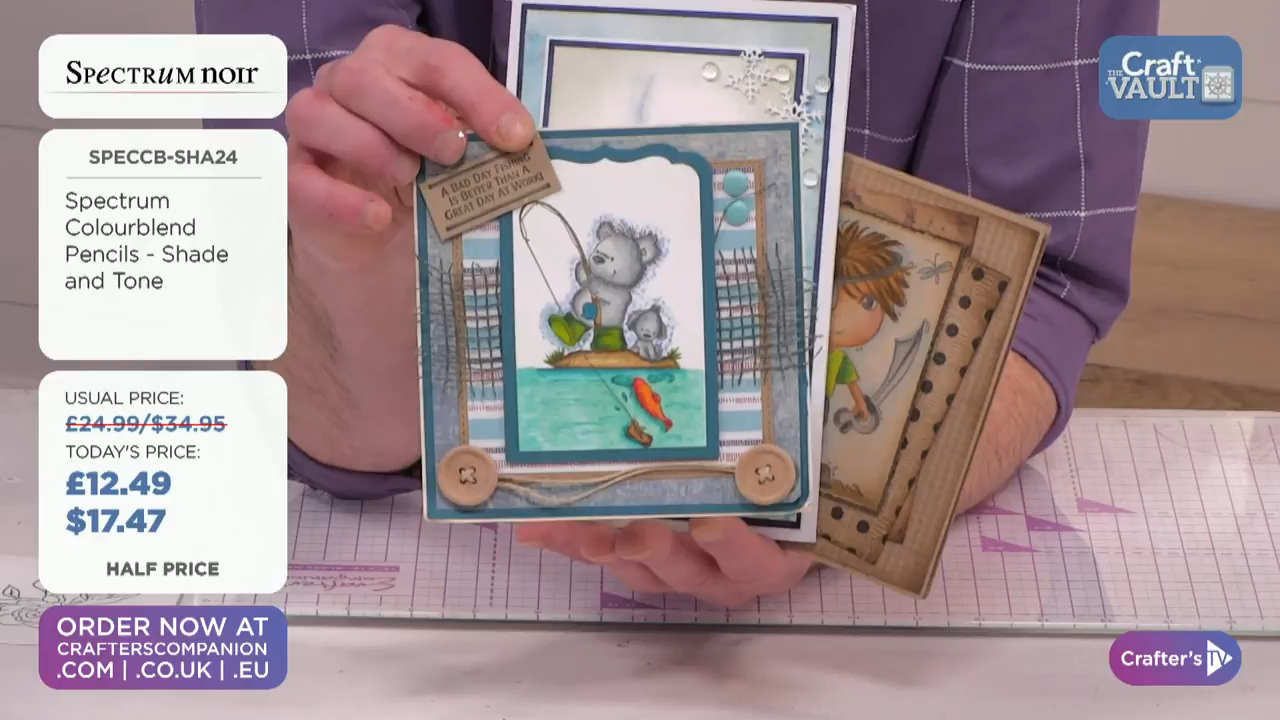 SPECTRUM NOIR
SPECCB-SHA24
Spectrum
Colourblend
Pencils - Shade
and Tone
USUAL PRICE:
£24.99/$34.95
TODAY'S PRICE:
£12.49
$17.47
HALF PRICE
ORDER NOW AT
CRAFTERSCOMPANION
.COM | .CO.UK | .EU
A BAD DAY FISHING
IS BETTER THAN A
GREAT DAY AT WORK!
THE Craft
VAULT
Crafter's TV
Crafter's
Companion